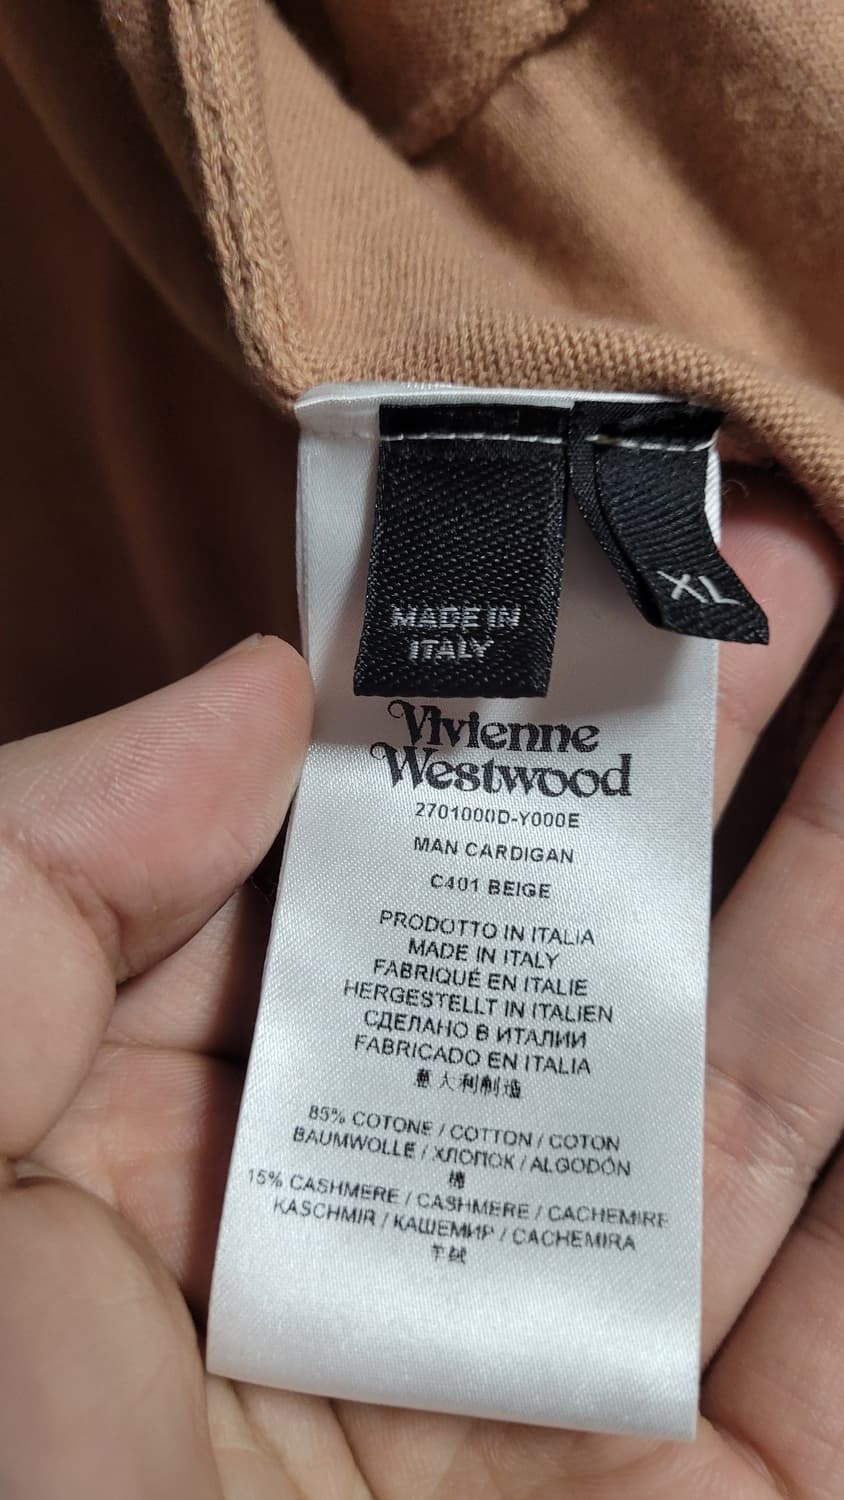 MADE IN
ITALY
XL
Vivienne
Westwood
2701000D-Y000E
MAN CARDIGAN
C401 BEIGE
PRODOTTO IN ITALIA
MADE IN ITALY
FABRIQUÉ EN ITALIE
HERGESTELLT IN ITALIEN
СДЕЛАНО В ИТАЛИИ
FABRICADO EN ITALIA
意大利制造
85% COTONE / COTTON / COTON
BAUMWOLLE / ХЛОПОК / ALGODÓN
棉
15% CASHMERE / CASHMERE / CACHEMIRE
KASCHMIR / КАШЕМИР / CACHEMIRA
羊绒